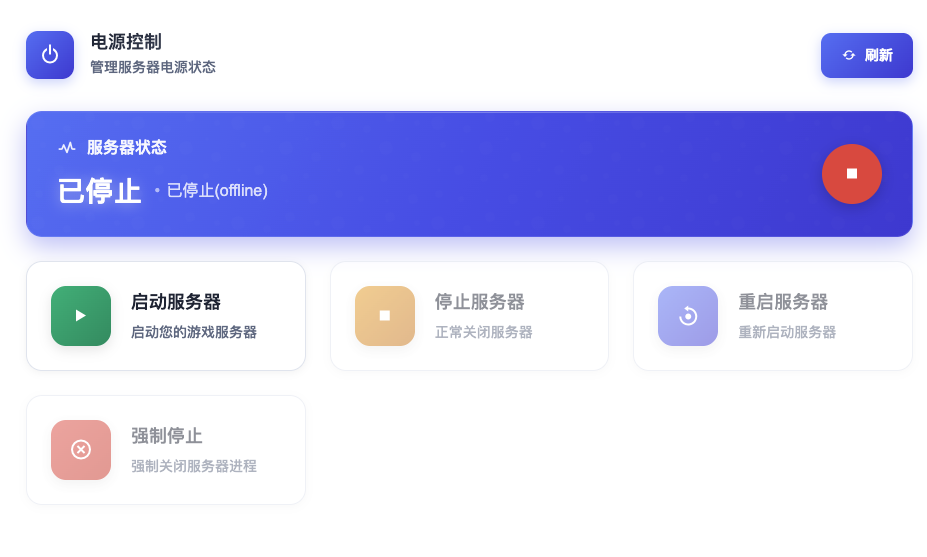 电源控制
管理服务器电源状态
刷新
服务器状态
已停止 • 已停止(offline)
启动服务器
启动您的游戏服务器
停止服务器
正常关闭服务器
重启服务器
重新启动服务器
强制停止
强制关闭服务器进程